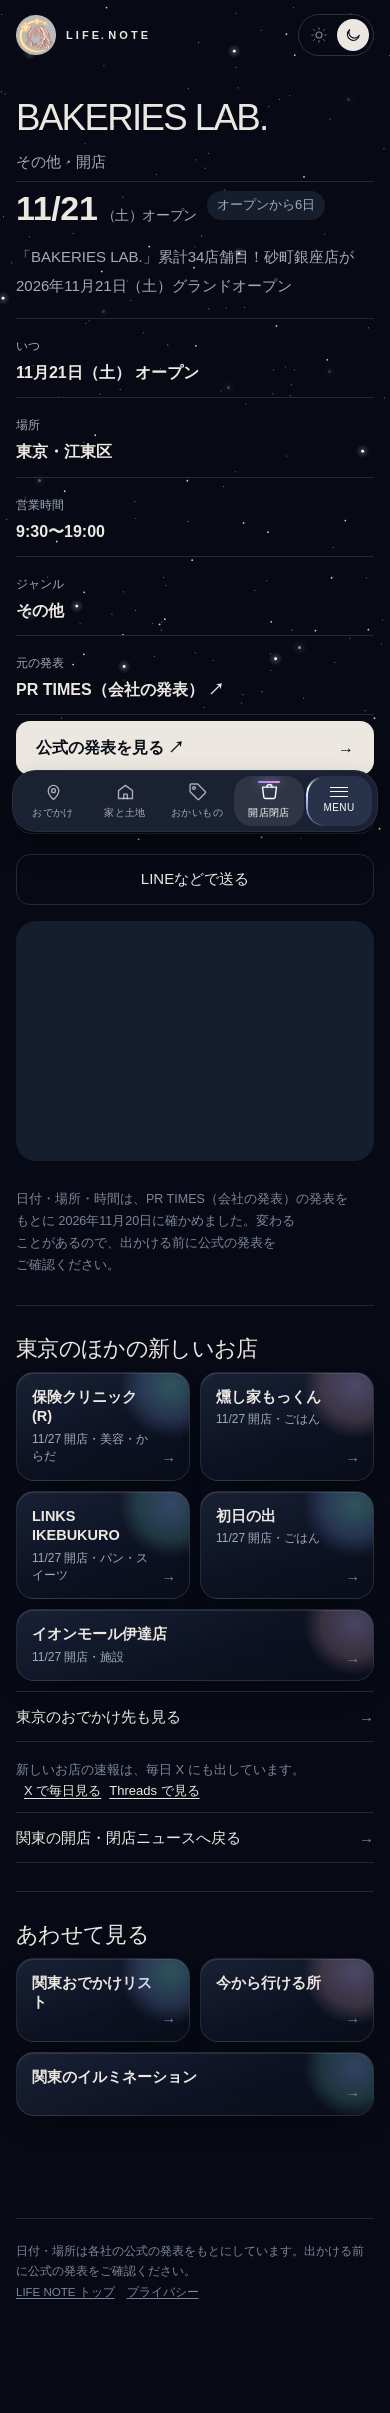 LIFE.NOTE
BAKERIES LAB.
その他・開店
11/21 （土）オープン オープンから6日
「BAKERIES LAB.」累計34店舗目！砂町銀座店が
2026年11月21日（土）グランドオープン
いつ
11月21日（土） オープン
場所
東京・江東区
営業時間
9:30〜19:00
ジャンル
その他
元の発表
PR TIMES（会社の発表） ↗
公式の発表を見る ↗ →
おでかけ 家と土地 おかいもの 開店閉店 MENU
LINEなどで送る
日付・場所・時間は、PR TIMES（会社の発表）の発表を
もとに 2026年11月20日に確かめました。変わる
ことがあるので、出かける前に公式の発表を
ご確認ください。
東京のほかの新しいお店
保険クリニック
(R)
11/27 開店・美容・か
らだ →
燻し家もっくん
11/27 開店・ごはん
→
LINKS
IKEBUKURO
11/27 開店・パン・ス
イーツ →
初日の出
11/27 開店・ごはん
→
イオンモール伊達店
11/27 開店・施設 →
東京のおでかけ先も見る →
新しいお店の速報は、毎日 X にも出しています。
X で毎日見る Threads で見る
関東の開店・閉店ニュースへ戻る →
あわせて見る
関東おでかけリス
ト →
今から行ける所
→
関東のイルミネーション
→
日付・場所は各社の公式の発表をもとにしています。出かける前
に公式の発表をご確認ください。
LIFE NOTE トップ プライバシー